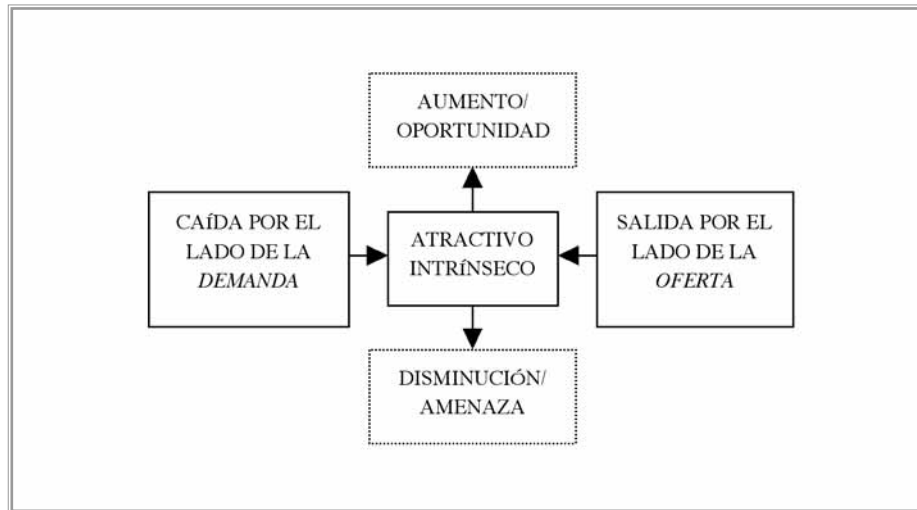 AUMENTO/
OPORTUNIDAD
CAíDA POR EL
LADO DE LA
DEMANDA
ATRACTIVO
INTRíNSECO
SALIDA POR EL
LADO DE LA
OFERTA
DISMINUCIÓN/
AMENAZA